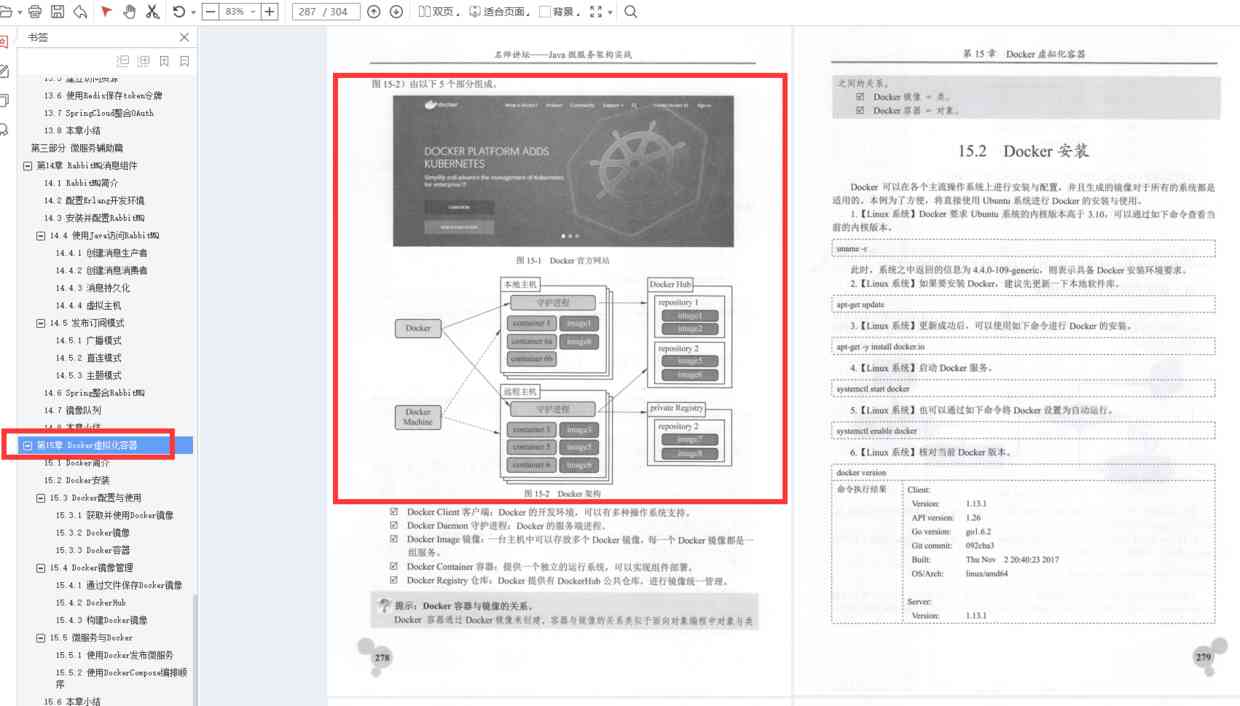 83%
287 / 304
双页
适合页面
背景
书签
13.5 建立访问资源
13.6 使用Redis保存token令牌
13.7 SpringCloud整合OAuth
13.8 本章小结
第三部分 微服务辅助篇
第14章 RabbitMQ消息组件
14.1 RabbitMQ简介
14.2 配置Erlang开发环境
14.3 安装并配置RabbitMQ
14.4 使用Java访问RabbitMQ
14.4.1 创建消息生产者
14.4.2 创建消息消费者
14.4.3 消息持久化
14.4.4 虚拟主机
14.5 发布订阅模式
14.5.1 广播模式
14.5.2 直连模式
14.5.3 主题模式
14.6 Spring整合RabbitMQ
14.7 镜像队列
14.8 本章小结
第15章 Docker虚拟化容器
15.1 Docker简介
15.2 Docker安装
15.3 Docker配置与使用
15.3.1 获取并使用Docker镜像
15.3.2 Docker镜像
15.3.3 Docker容器
15.4 Docker镜像管理
15.4.1 通过文件保存Docker镜像
15.4.2 DockerHub
15.4.3 构建Docker镜像
15.5 微服务与Docker
15.5.1 使用Docker发布微服务
15.5.2 使用DockerCompose编排顺
序
15.6 本章小结
名师讲坛——Java 微服务架构实战
图 15-2）由以下 5 个部分组成。
docker
DOCKER PLATFORM ADDS
KUBERNETES
Simplify and advance the management of Kubernetes
for enterprise IT
图 15-1 Docker 官方网站
本地主机
守护进程
container 1 image1
container 6a image6
container 6b
Docker
Docker
Machine
远程主机
守护进程
container 3 image3
container 5 image5
container 6 image6
Docker Hub
repository 1
image1
image2
repository 2
image5
image6
private Registry
repository 2
image7
image8
图 15-2 Docker 架构
☑ Docker Client 客户端：Docker 的开发环境，可以有多种操作系统支持。
☑ Docker Daemon 守护进程：Docker 的服务端进程。
☑ Docker Image 镜像：一台主机中可以存放多个 Docker 镜像，每一个 Docker 镜像都是一
组服务。
☑ Docker Container 容器：提供一个独立的运行系统，可以实现组件部署。
☑ Docker Registry 仓库：Docker 提供有 DockerHub 公共仓库，进行镜像统一管理。
提示：Docker 容器与镜像的关系。
Docker 容器通过 Docker 镜像来创建，容器与镜像的关系类似于面向对象编程中对象与类
278
第 15 章 Docker 虚拟化容器
之间的关系。
☑ Docker 镜像 = 类。
☑ Docker 容器 = 对象。
15.2 Docker 安装
Docker 可以在各个主流操作系统上进行安装与配置，并且生成的镜像对于所有的系统都是
适用的。本例为了方便，将直接使用 Ubuntu 系统进行 Docker 的安装与使用。
1.【Linux 系统】Docker 要求 Ubuntu 系统的内核版本高于 3.10，可以通过如下命令查看当
前的内核版本。
uname -r
此时，系统之中返回的信息为 4.4.0-109-generic，则表示具备 Docker 安装环境要求。
2.【Linux 系统】如果要安装 Docker，建议先更新一下本地软件库。
apt-get update
3.【Linux 系统】更新成功后，可以使用如下命令进行 Docker 的安装。
apt-get -y install docker.io
4.【Linux 系统】启动 Docker 服务。
systemctl start docker
5.【Linux 系统】也可以通过如下命令将 Docker 设置为自动运行。
systemctl enable docker
6.【Linux 系统】核对当前 Docker 版本。
docker version
命令执行结果
Client:
Version: 1.13.1
API version: 1.26
Go version: go1.6.2
Git commit: 092cba3
Built: Thu Nov 2 20:40:23 2017
OS/Arch: linux/amd64
Server:
Version: 1.13.1
279